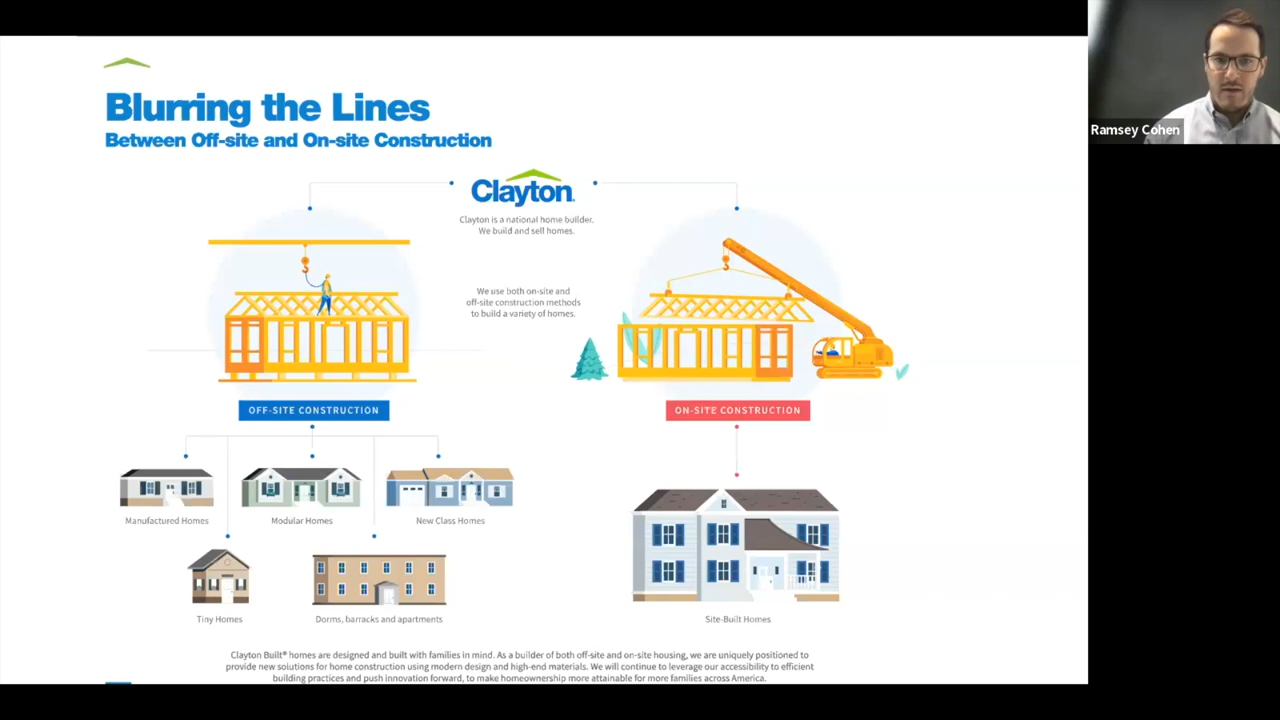 Blurring the Lines
Between Off-site and On-site Construction
Clayton
Clayton is a national home builder.
We build and sell homes.
We use both on-site and
off-site construction methods
to build a variety of homes.
OFF-SITE CONSTRUCTION
ON-SITE CONSTRUCTION
Manufactured Homes
Modular Homes
New Class Homes
Tiny Homes
Dorms, barracks and apartments
Site-Built Homes
Clayton Built® homes are designed and built with families in mind. As a builder of both off-site and on-site housing, we are uniquely positioned to
provide new solutions for home construction using modern design and high-end materials. We will continue to leverage our accessibility to efficient
building practices and push innovation forward, to make homeownership more attainable for more families across America.
Ramsey Cohen